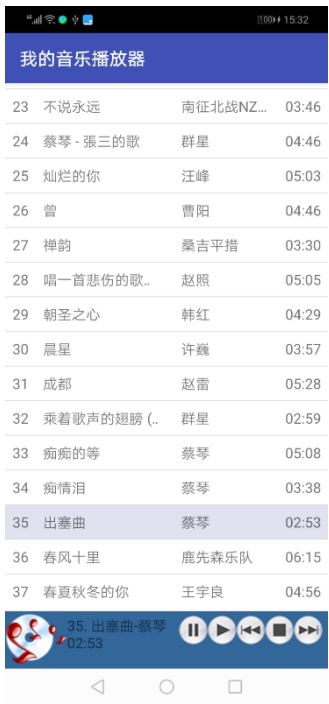 100 15:32
我的音乐播放器
23 不说永远 南征北战NZ... 03:46
24 蔡琴 - 張三的歌 群星 04:46
25 灿烂的你 汪峰 05:03
26 曾 曹阳 04:46
27 禅韵 桑吉平措 03:30
28 唱一首悲伤的歌.. 赵照 05:05
29 朝圣之心 韩红 04:29
30 晨星 许巍 03:57
31 成都 赵雷 05:28
32 乘着歌声的翅膀 (.. 群星 02:59
33 痴痴的等 蔡琴 05:08
34 痴情泪 蔡琴 03:38
35 出塞曲 蔡琴 02:53
36 春风十里 鹿先森乐队 06:15
37 春夏秋冬的你 王宇良 04:56
35. 出塞曲-蔡琴
02:53